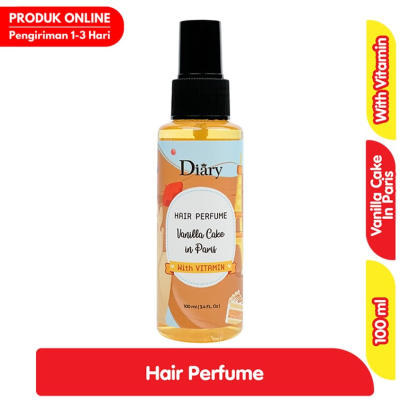 PRODUK ONLINE
Pengiriman 1-3 Hari
With Vitamin
Vanilla Cake
In Paris
100 ml
Diary
HAIR PERFUME
Vanilla Cake
in Paris
With VITAMIN
100 ml (3.4 FL.Oz)
Hair Perfume